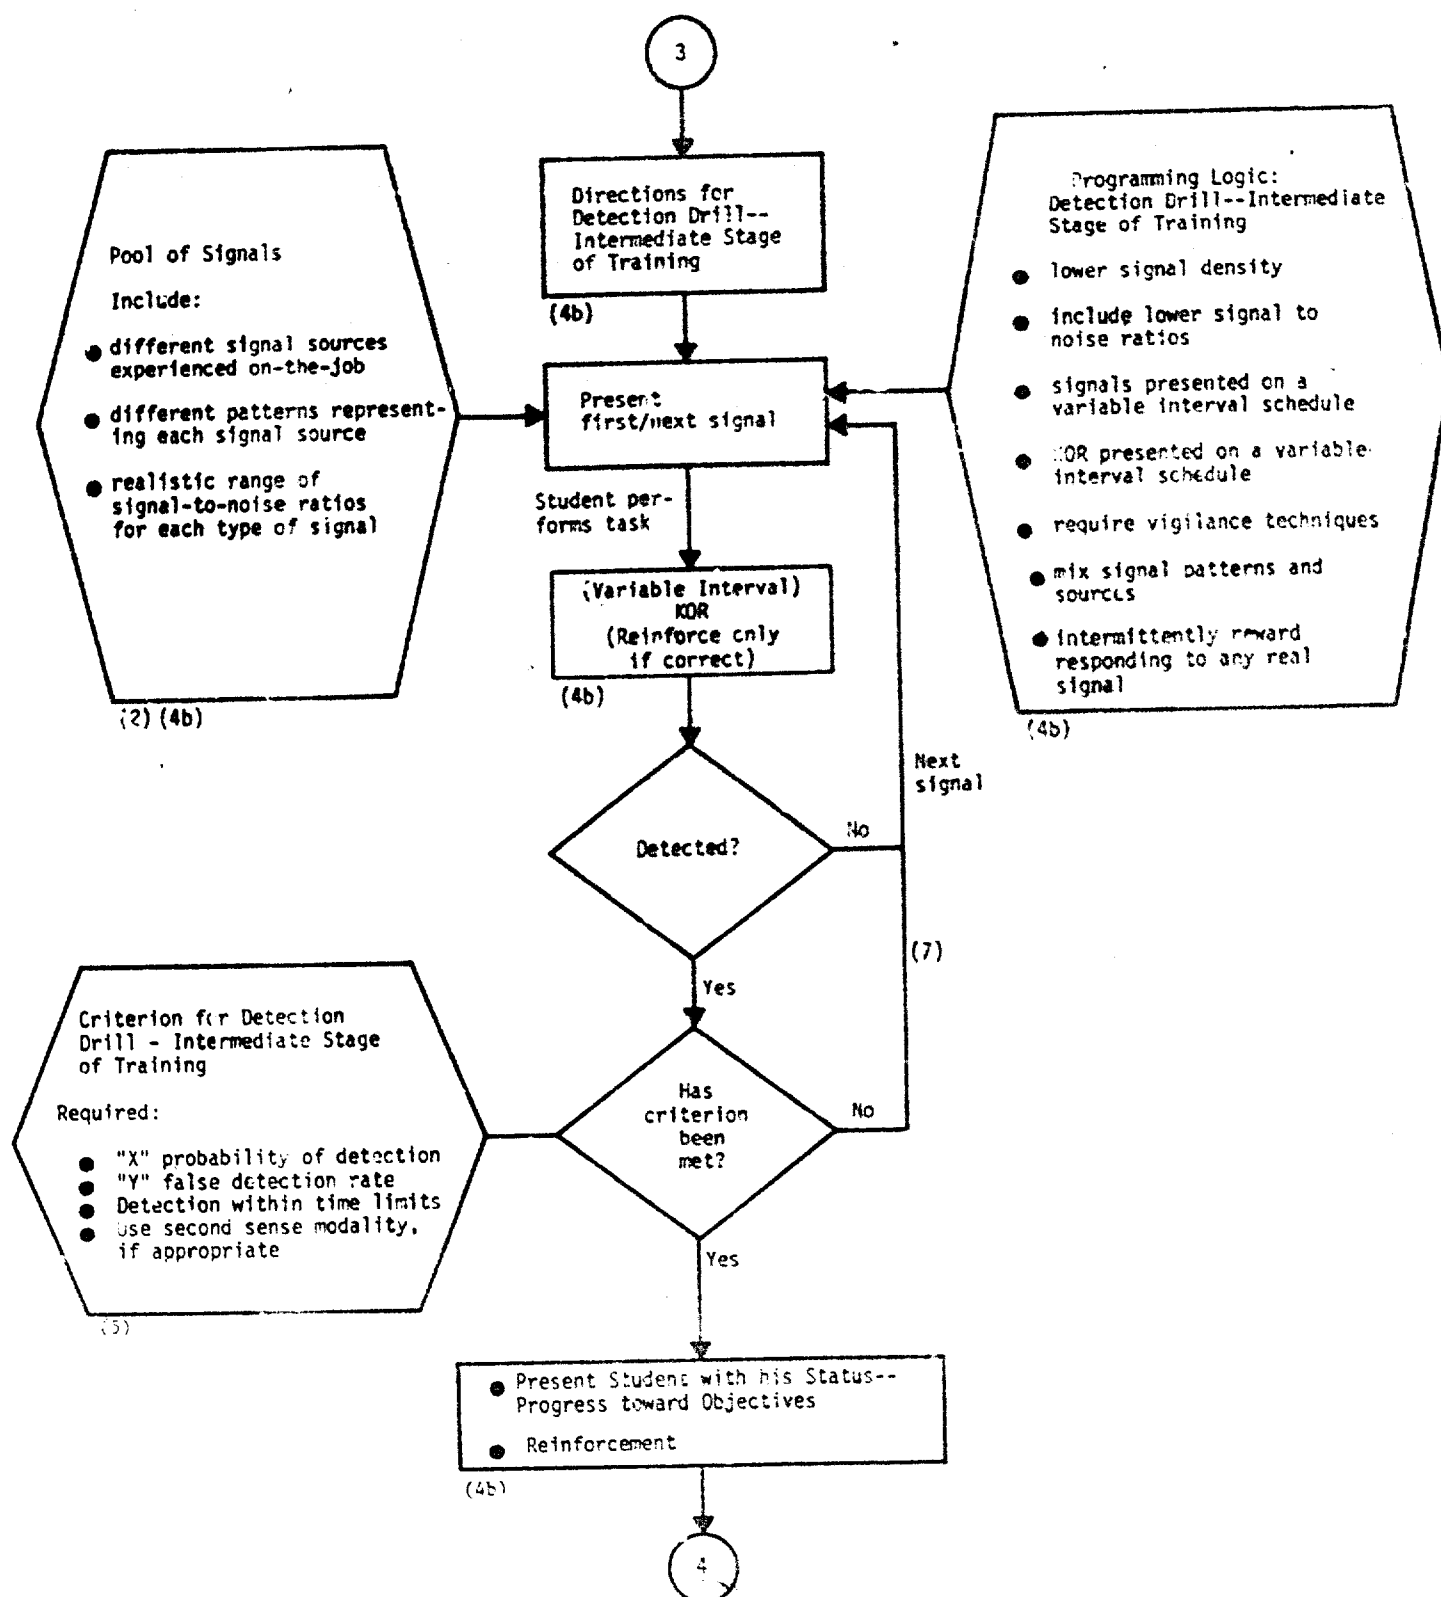 3
Directions for
Detection Drill--
Intermediate Stage
of Training
(4b)
Pool of Signals
Include:
● different signal sources
experienced on-the-job
● different patterns represent-
ing each signal source
● realistic range of
signal-to-noise ratios
for each type of signal
(2) (4b)
Programming Logic:
Detection Drill--Intermediate
Stage of Training
● lower signal density
● include lower signal to
noise ratios
● signals presented on a
variable interval schedule
● KOR presented on a variable-
interval schedule
● require vigilance techniques
● mix signal patterns and
sources
● intermittently reward
responding to any real
signal
(4b)
Present
first/next signal
Student per-
forms task
(Variable Interval)
KOR
(Reinforce only
if correct)
(4b)
Next
signal
Detected?
No
(7)
Yes
Criterion for Detection
Drill - Intermediate Stage
of Training
Required:
● "X" probability of detection
● "Y" false detection rate
● Detection within time limits
● Use second sense modality,
if appropriate
(5)
Has
criterion
been
met?
No
Yes
● Present Student with his Status--
Progress toward Objectives
● Reinforcement
(4b)
4